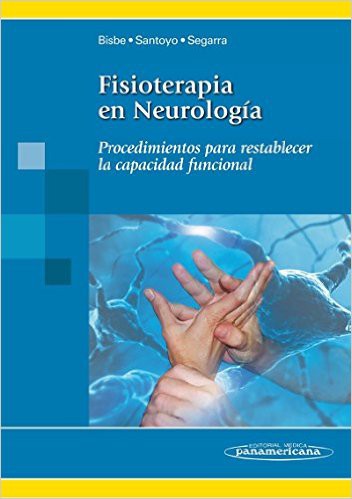 Bisbe • Santoyo • Segarra
Fisioterapia
en Neurología
Procedimientos para restablecer
la capacidad funcional
EDITORIAL MEDICA
panamericana